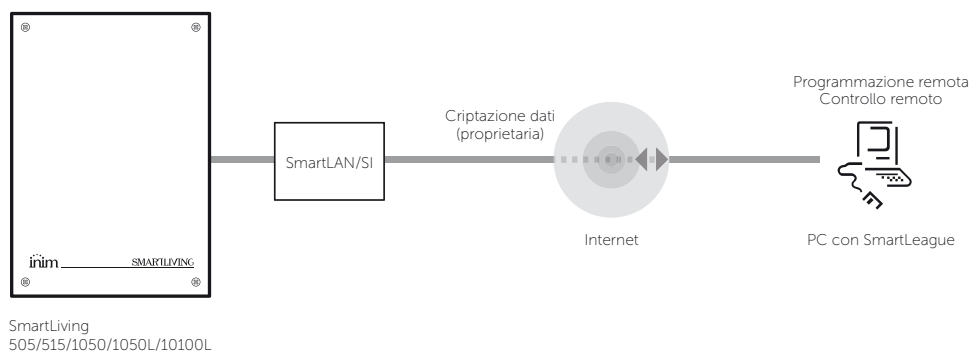 Programmazione remota
Controllo remoto
Criptazione dati
(proprietaria)
SmartLAN/SI
Internet
PC con SmartLeague
inim
SMARTLIVING
SmartLiving
505/515/1050/1050L/10100L